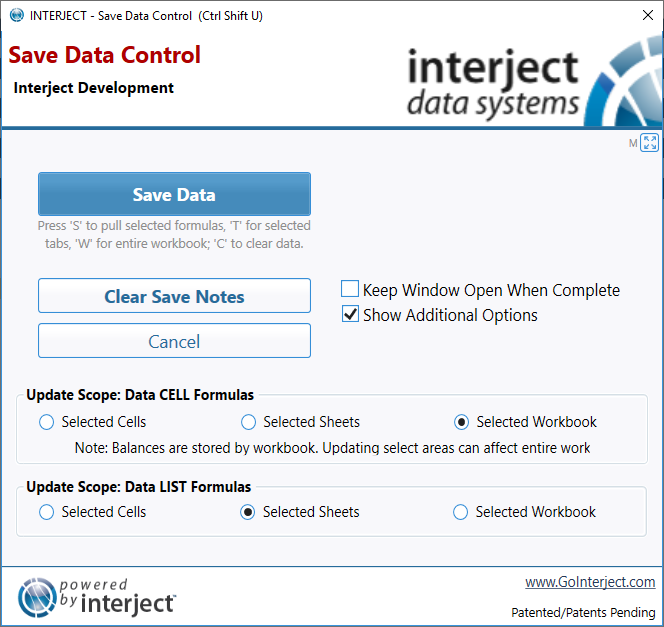 INTERJECT - Save Data Control (Ctrl Shift U)
Save Data Control
Interject Development
interject
data systems
M
Save Data
Press 'S' to pull selected formulas, 'T' for selected
tabs, 'W' for entire workbook; 'C' to clear data.
Clear Save Notes
Cancel
Keep Window Open When Complete
Show Additional Options
Update Scope: Data CELL Formulas
Selected Cells Selected Sheets Selected Workbook
Note: Balances are stored by workbook. Updating select areas can affect entire work
Update Scope: Data LIST Formulas
Selected Cells Selected Sheets Selected Workbook
powered
by interject™
www.GoInterject.com
Patented/Patents Pending